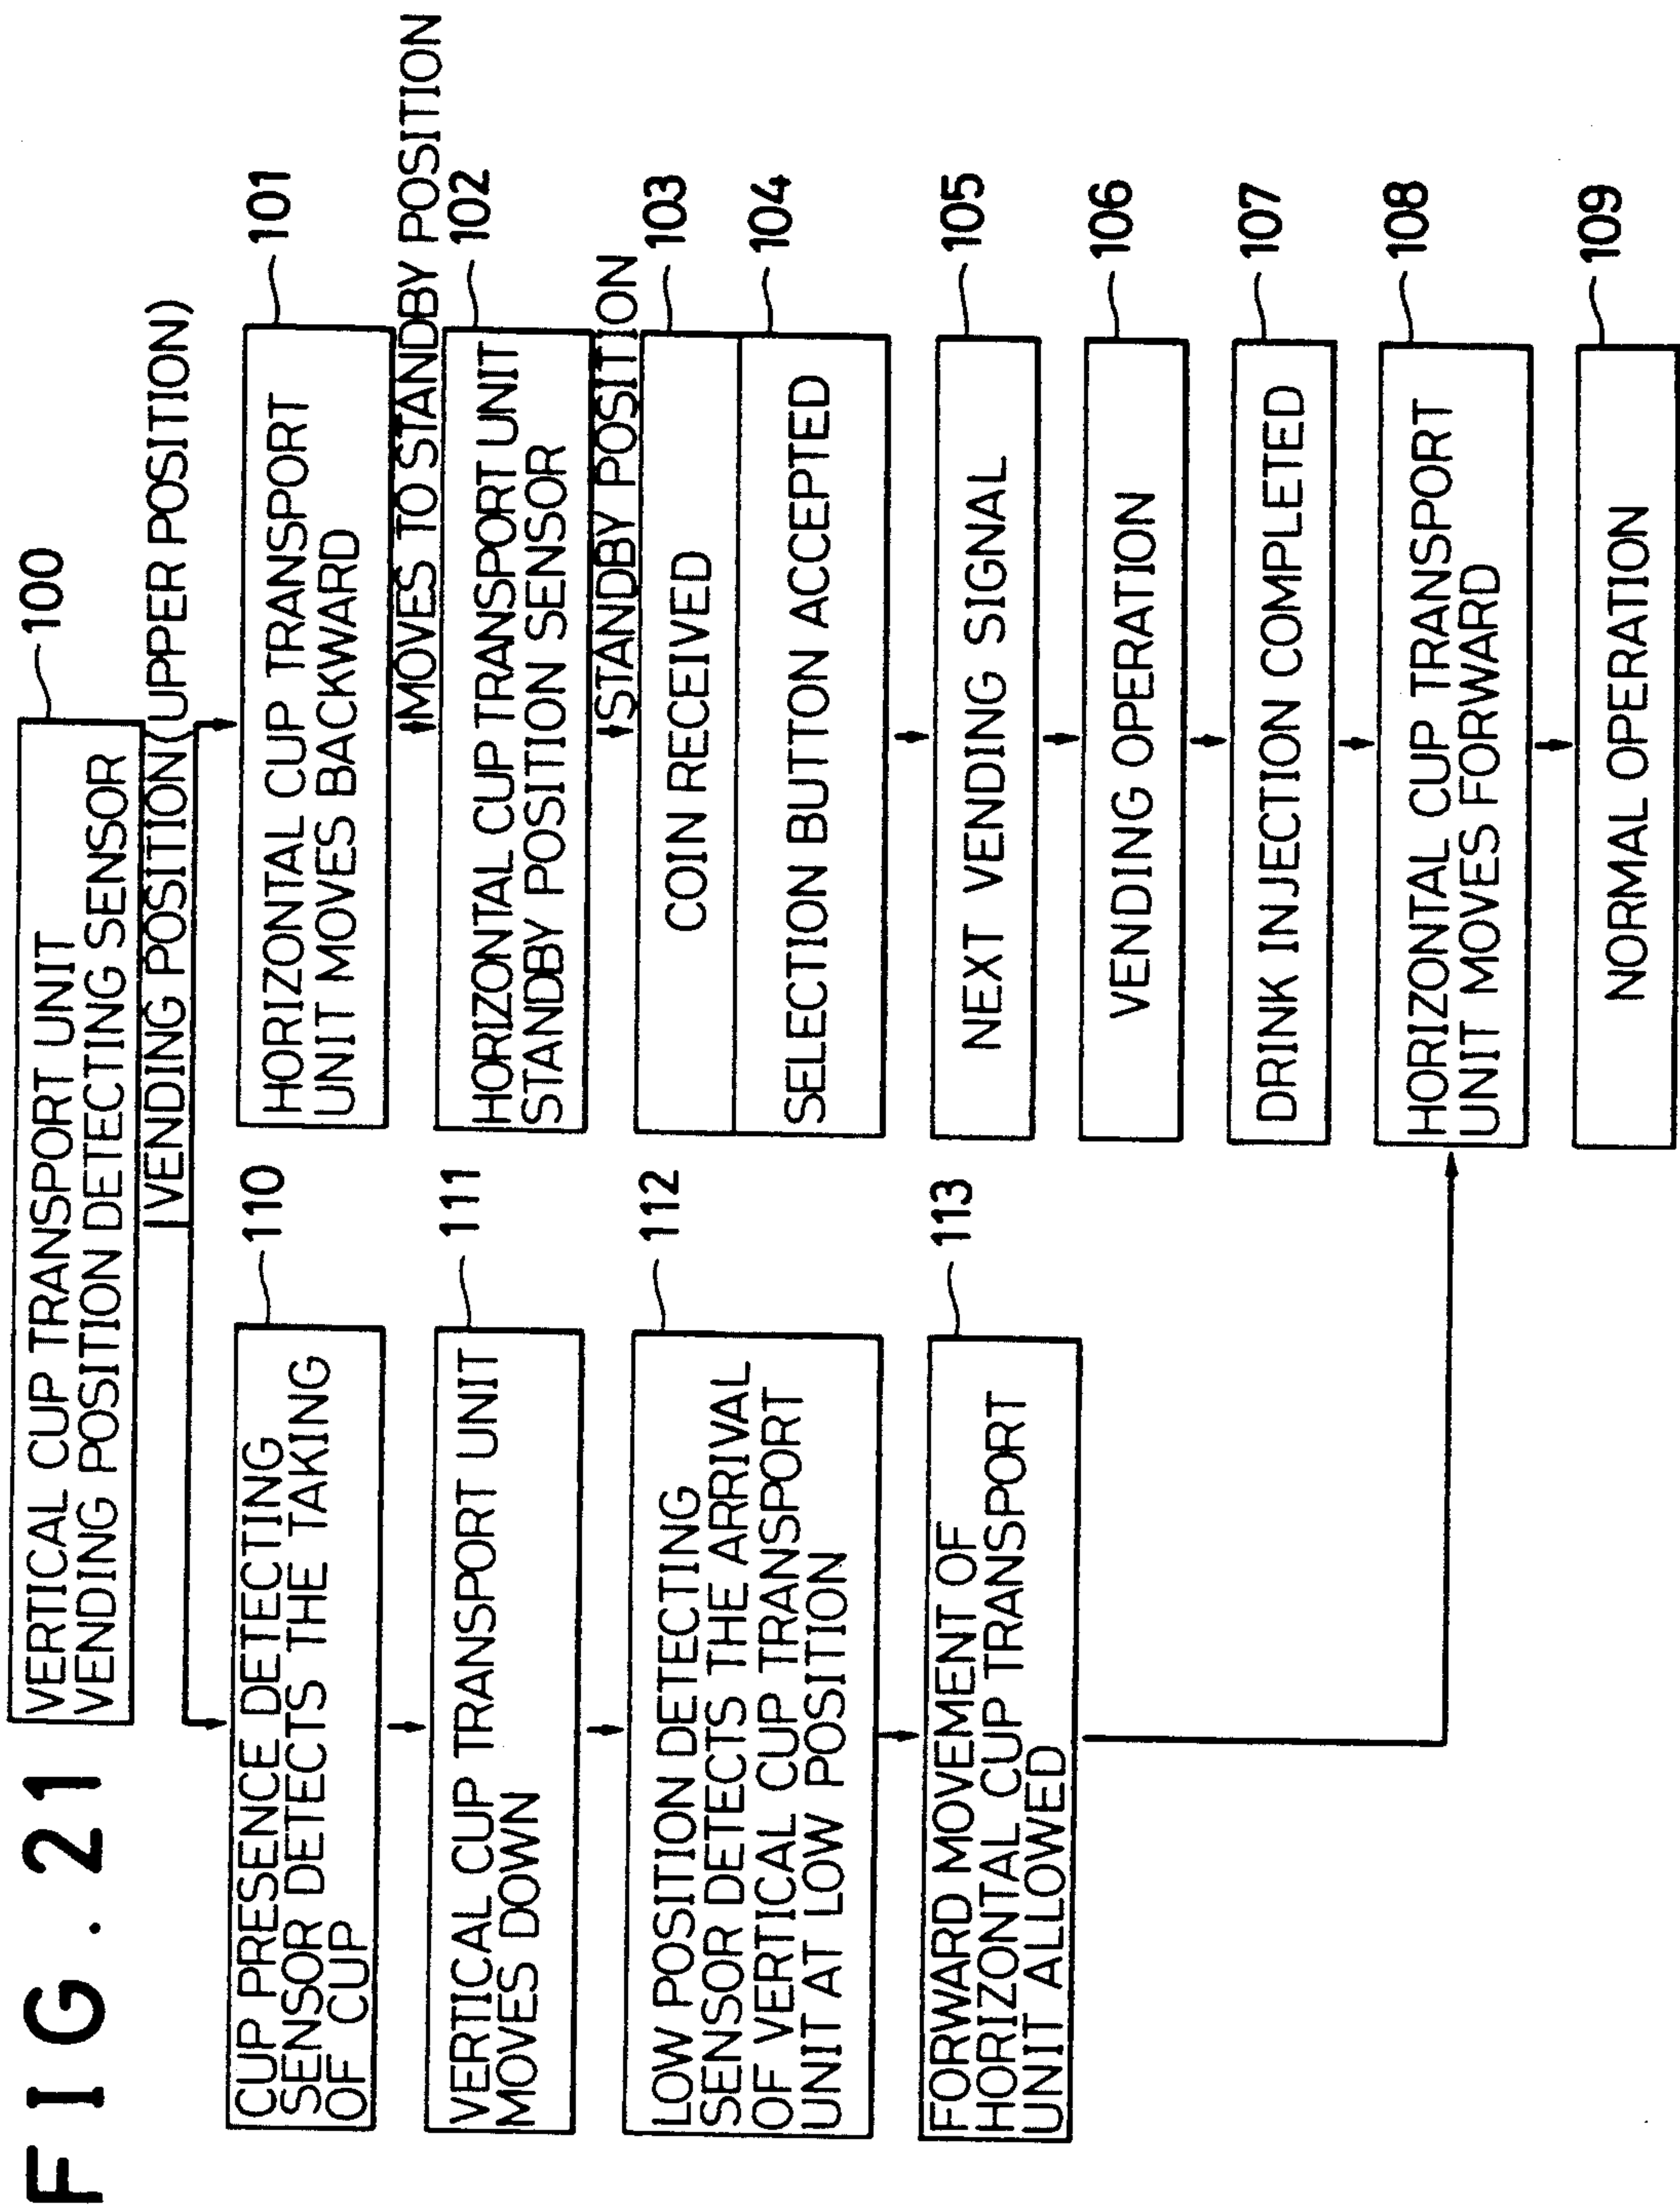 FIG. 21
VERTICAL CUP TRANSPORT UNIT
VENDING POSITION DETECTING SENSOR
100
VENDING POSITION (UPPER POSITION)
HORIZONTAL CUP TRANSPORT
UNIT MOVES BACKWARD
101
MOVES TO STANDBY POSITION
HORIZONTAL CUP TRANSPORT UNIT
STANDBY POSITION SENSOR
102
STANDBY POSITION
COIN RECEIVED
103
SELECTION BUTTON ACCEPTED
104
NEXT VENDING SIGNAL
105
VENDING OPERATION
106
DRINK INJECTION COMPLETED
107
HORIZONTAL CUP TRANSPORT
UNIT MOVES FORWARD
108
NORMAL OPERATION
109
CUP PRESENCE DETECTING
SENSOR DETECTS THE TAKING
OF CUP
110
VERTICAL CUP TRANSPORT UNIT
MOVES DOWN
111
LOW POSITION DETECTING
SENSOR DETECTS THE ARRIVAL
OF VERTICAL CUP TRANSPORT
UNIT AT LOW POSITION
112
FORWARD MOVEMENT OF
HORIZONTAL CUP TRANSPORT
UNIT ALLOWED
113